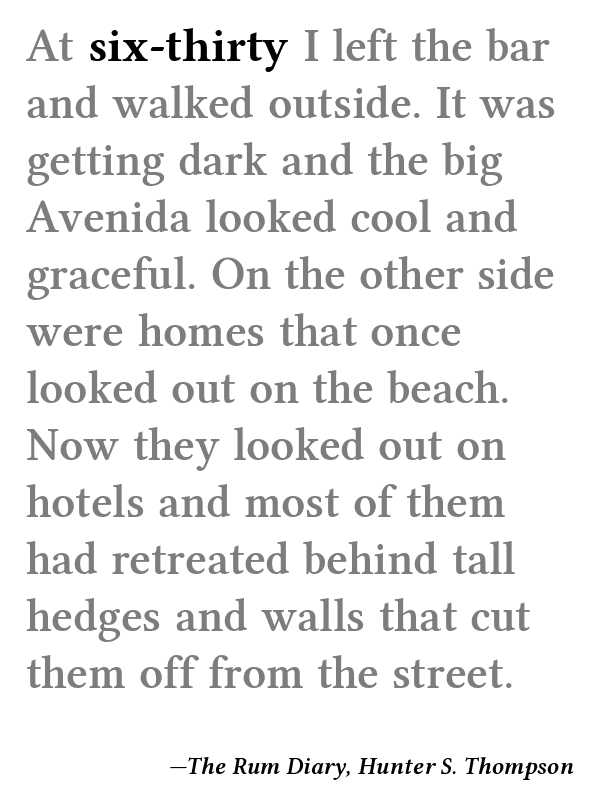 At six-thirty I left the bar
and walked outside. It was
getting dark and the big
Avenida looked cool and
graceful. On the other side
were homes that once
looked out on the beach.
Now they looked out on
hotels and most of them
had retreated behind tall
hedges and walls that cut
them off from the street.
—The Rum Diary, Hunter S. Thompson